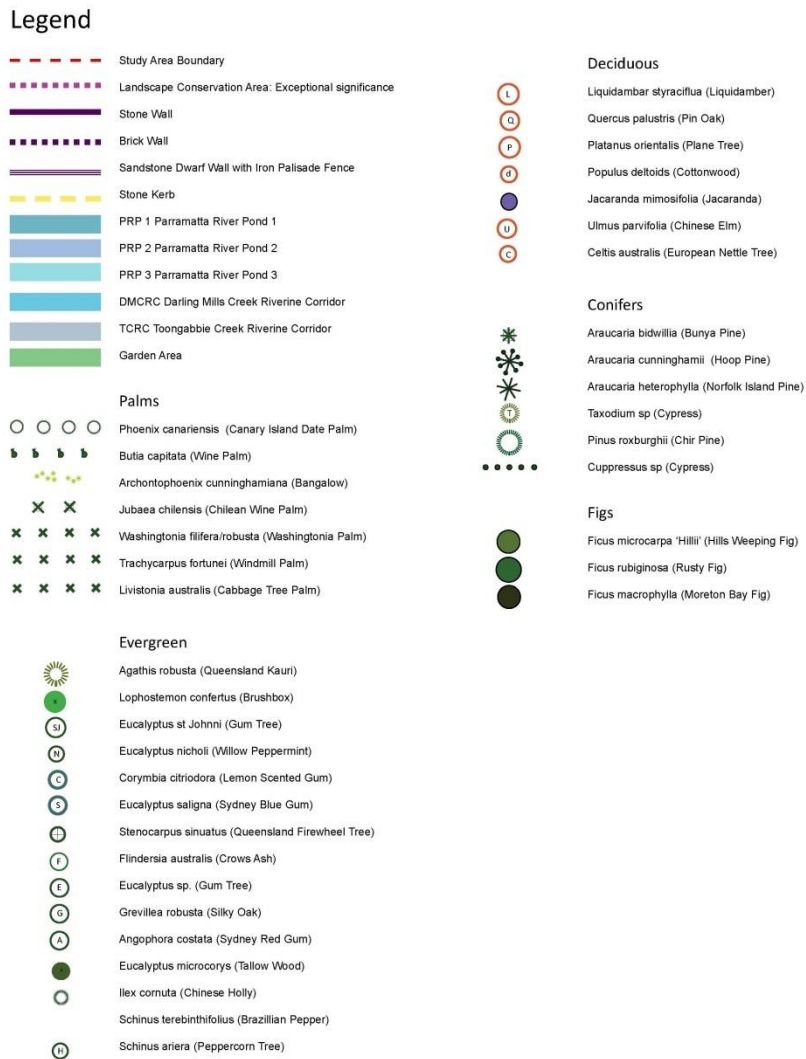 Legend
Study Area Boundary
Landscape Conservation Area: Exceptional significance
Stone Wall
Brick Wall
Sandstone Dwarf Wall with Iron Palisade Fence
Stone Kerb
PRP 1 Parramatta River Pond 1
PRP 2 Parramatta River Pond 2
PRP 3 Parramatta River Pond 3
DMCRC Darling Mills Creek Riverine Corridor
TCRC Toongabbie Creek Riverine Corridor
Garden Area
Palms
Phoenix canariensis (Canary Island Date Palm)
Butia capitata (Wine Palm)
Archontophoenix cunninghamiana (Bangalow)
Jubaea chilensis (Chilean Wine Palm)
Washingtonia filifera/robusta (Washingtonia Palm)
Trachycarpus fortunei (Windmill Palm)
Livistonia australis (Cabbage Tree Palm)
Evergreen
Agathis robusta (Queensland Kauri)
Lophostemon confertus (Brushbox)
SJ Eucalyptus st Johnni (Gum Tree)
N Eucalyptus nicholi (Willow Peppermint)
C Corymbia citriodora (Lemon Scented Gum)
S Eucalyptus saligna (Sydney Blue Gum)
Stenocarpus sinuatus (Queensland Firewheel Tree)
F Flindersia australis (Crows Ash)
E Eucalyptus sp. (Gum Tree)
G Grevillea robusta (Silky Oak)
A Angophora costata (Sydney Red Gum)
Eucalyptus microcorys (Tallow Wood)
Ilex cornuta (Chinese Holly)
Schinus terebinthifolius (Brazillian Pepper)
H Schinus ariera (Peppercorn Tree)
Deciduous
L Liquidambar styraciflua (Liquidamber)
Q Quercus palustris (Pin Oak)
P Platanus orientalis (Plane Tree)
d Populus deltoids (Cottonwood)
Jacaranda mimosifolia (Jacaranda)
U Ulmus parvifolia (Chinese Elm)
C Celtis australis (European Nettle Tree)
Conifers
Araucaria bidwillia (Bunya Pine)
Araucaria cunninghamii (Hoop Pine)
Araucaria heterophylla (Norfolk Island Pine)
T Taxodium sp (Cypress)
Pinus roxburghii (Chir Pine)
Cuppressus sp (Cypress)
Figs
Ficus microcarpa 'Hillii' (Hills Weeping Fig)
Ficus rubiginosa (Rusty Fig)
Ficus macrophylla (Moreton Bay Fig)